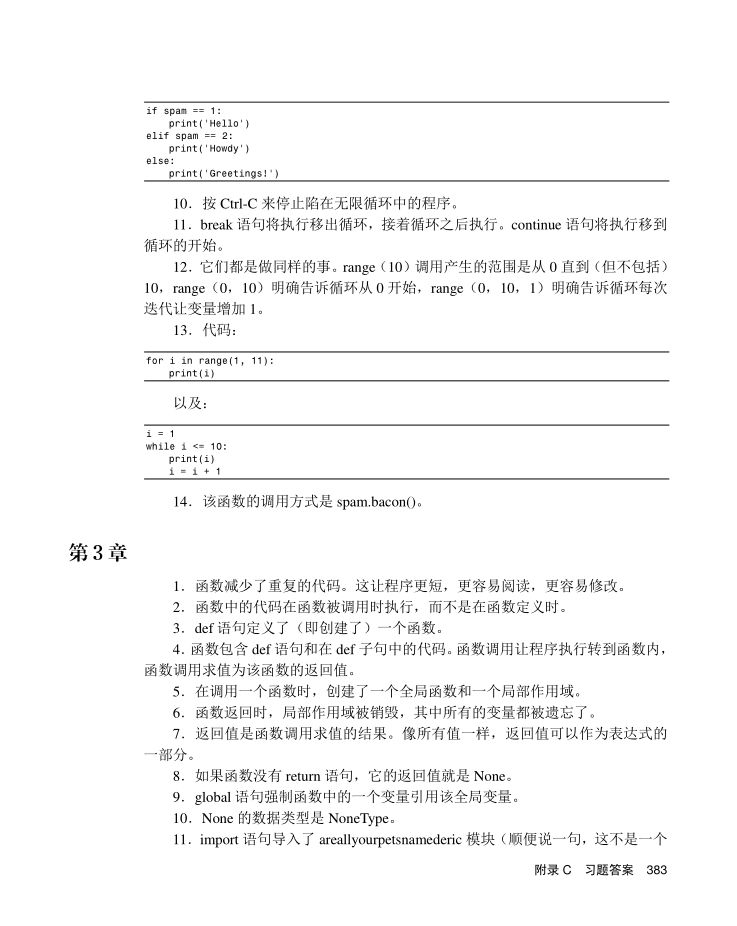 if spam == 1:
    print('Hello')
elif spam == 2:
    print('Howdy')
else:
    print('Greetings!')
10．按 Ctrl-C 来停止陷在无限循环中的程序。
11．break 语句将执行移出循环，接着循环之后执行。continue 语句将执行移到
循环的开始。
12．它们都是做同样的事。range（10）调用产生的范围是从 0 直到（但不包括）
10，range（0，10）明确告诉循环从 0 开始，range（0，10，1）明确告诉循环每次
迭代让变量增加 1。
13．代码：
for i in range(1, 11):
    print(i)
以及：
i = 1
while i <= 10:
    print(i)
    i = i + 1
14．该函数的调用方式是 spam.bacon()。
第 3 章
1．函数减少了重复的代码。这让程序更短，更容易阅读，更容易修改。
2．函数中的代码在函数被调用时执行，而不是在函数定义时。
3．def 语句定义了（即创建了）一个函数。
4．函数包含 def 语句和在 def 子句中的代码。函数调用让程序执行转到函数内，
函数调用求值为该函数的返回值。
5．在调用一个函数时，创建了一个全局函数和一个局部作用域。
6．函数返回时，局部作用域被销毁，其中所有的变量都被遗忘了。
7．返回值是函数调用求值的结果。像所有值一样，返回值可以作为表达式的
一部分。
8．如果函数没有 return 语句，它的返回值就是 None。
9．global 语句强制函数中的一个变量引用该全局变量。
10．None 的数据类型是 NoneType。
11．import 语句导入了 areallyourpetsnamederic 模块（顺便说一句，这不是一个
附录 C 习题答案 383